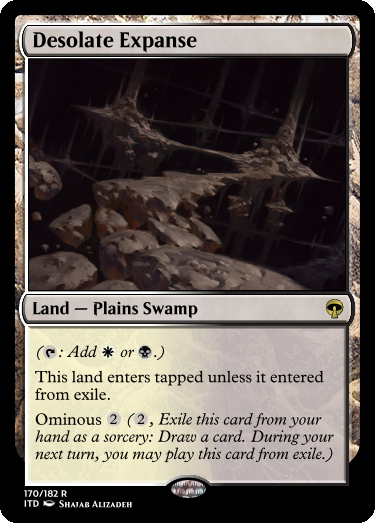 Desolate Expanse
Land — Plains Swamp
(: Add or .)
This land enters tapped unless it entered
from exile.
Ominous 2 (2, Exile this card from your
hand as a sorcery: Draw a card. During your
next turn, you may play this card from exile.)
170/182 R
ITD Shaiab Alizadeh